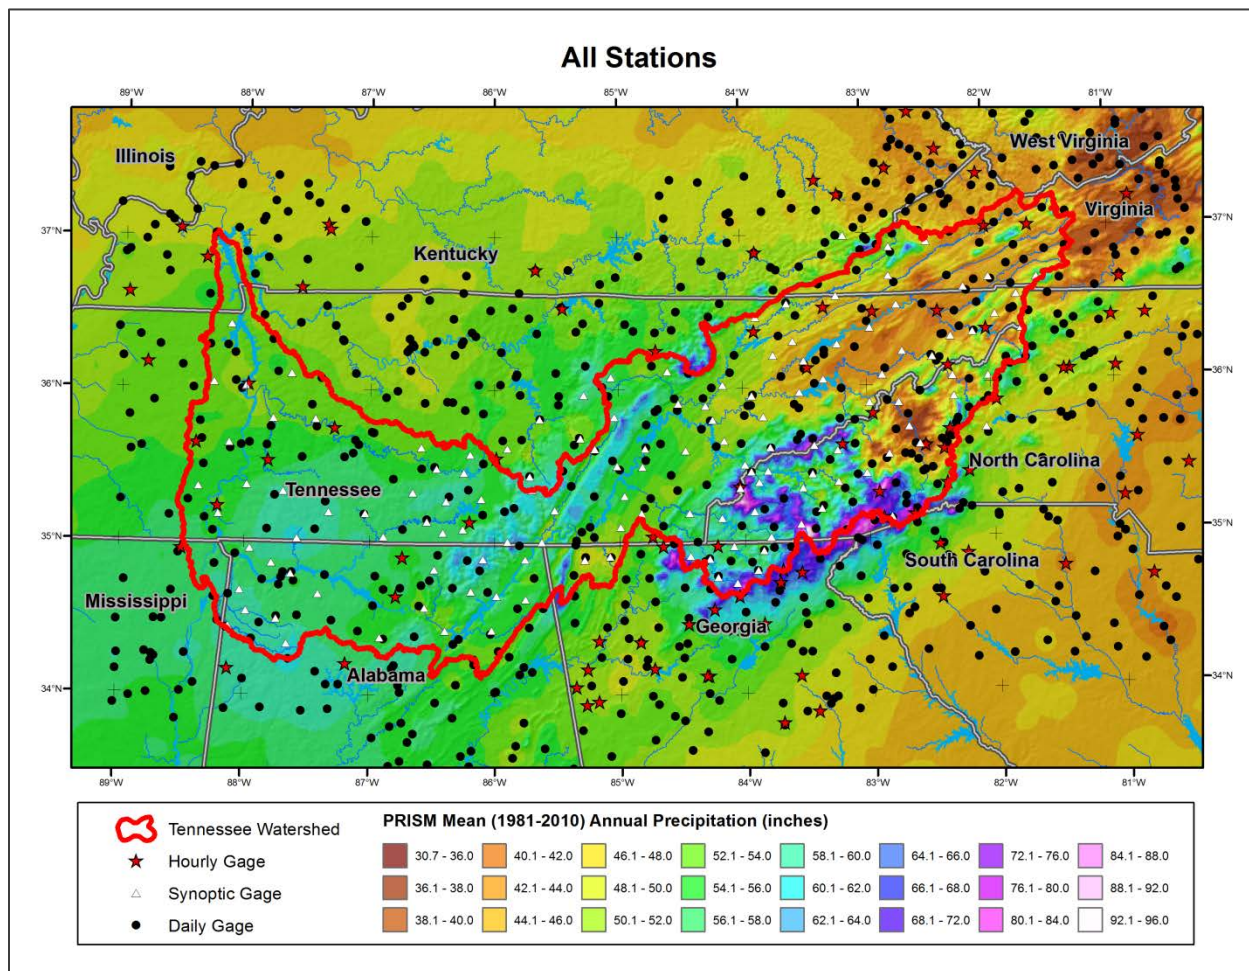 All Stations
89°W 88°W 87°W 86°W 85°W 84°W 83°W 82°W 81°W
Illinois
West Virginia
Virginia
37°N 37°N
Kentucky
36°N 36°N
North Carolina
Tennessee
35°N 35°N
South Carolina
Mississippi
Georgia
Alabama
34°N 34°N
89°W 88°W 87°W 86°W 85°W 84°W 83°W 82°W 81°W
Tennessee Watershed
Hourly Gage
Synoptic Gage
Daily Gage
PRISM Mean (1981-2010) Annual Precipitation (inches)
30.7 - 36.0 40.1 - 42.0 46.1 - 48.0 52.1 - 54.0 58.1 - 60.0 64.1 - 66.0 72.1 - 76.0 84.1 - 88.0
36.1 - 38.0 42.1 - 44.0 48.1 - 50.0 54.1 - 56.0 60.1 - 62.0 66.1 - 68.0 76.1 - 80.0 88.1 - 92.0
38.1 - 40.0 44.1 - 46.0 50.1 - 52.0 56.1 - 58.0 62.1 - 64.0 68.1 - 72.0 80.1 - 84.0 92.1 - 96.0